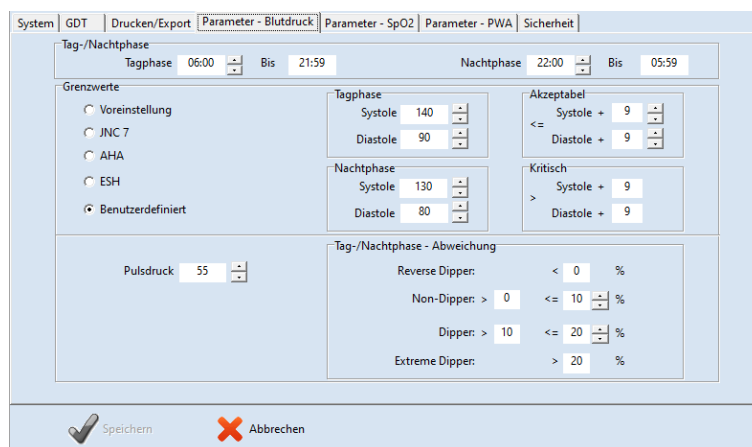 System GDT Drucken/Export Parameter - Blutdruck Parameter - SpO2 Parameter - PWA Sicherheit
Tag-/Nachtphase
Tagphase 06:00 Bis 21:59 Nachtphase 22:00 Bis 05:59
Grenzwerte
Voreinstellung
JNC 7
AHA
ESH
Benutzerdefiniert
Tagphase
Systole 140
Diastole 90
Akzeptabel
<=
Systole + 9
Diastole + 9
Nachtphase
Systole 130
Diastole 80
Kritisch
>
Systole + 9
Diastole + 9
Pulsdruck 55
Tag-/Nachtphase - Abweichung
Reverse Dipper: < 0 %
Non-Dipper: > 0 <= 10 %
Dipper: > 10 <= 20 %
Extreme Dipper: > 20 %
Speichern Abbrechen